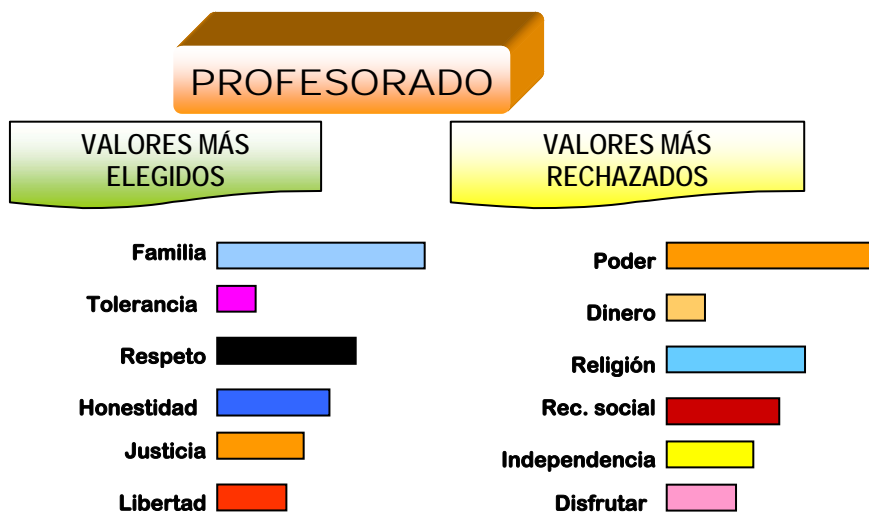 PROFESORADO
VALORES MÁS
ELEGIDOS
Familia
Tolerancia
Respeto
Honestidad
Justicia
Libertad
VALORES MÁS
RECHAZADOS
Poder
Dinero
Religión
Rec. social
Independencia
Disfrutar